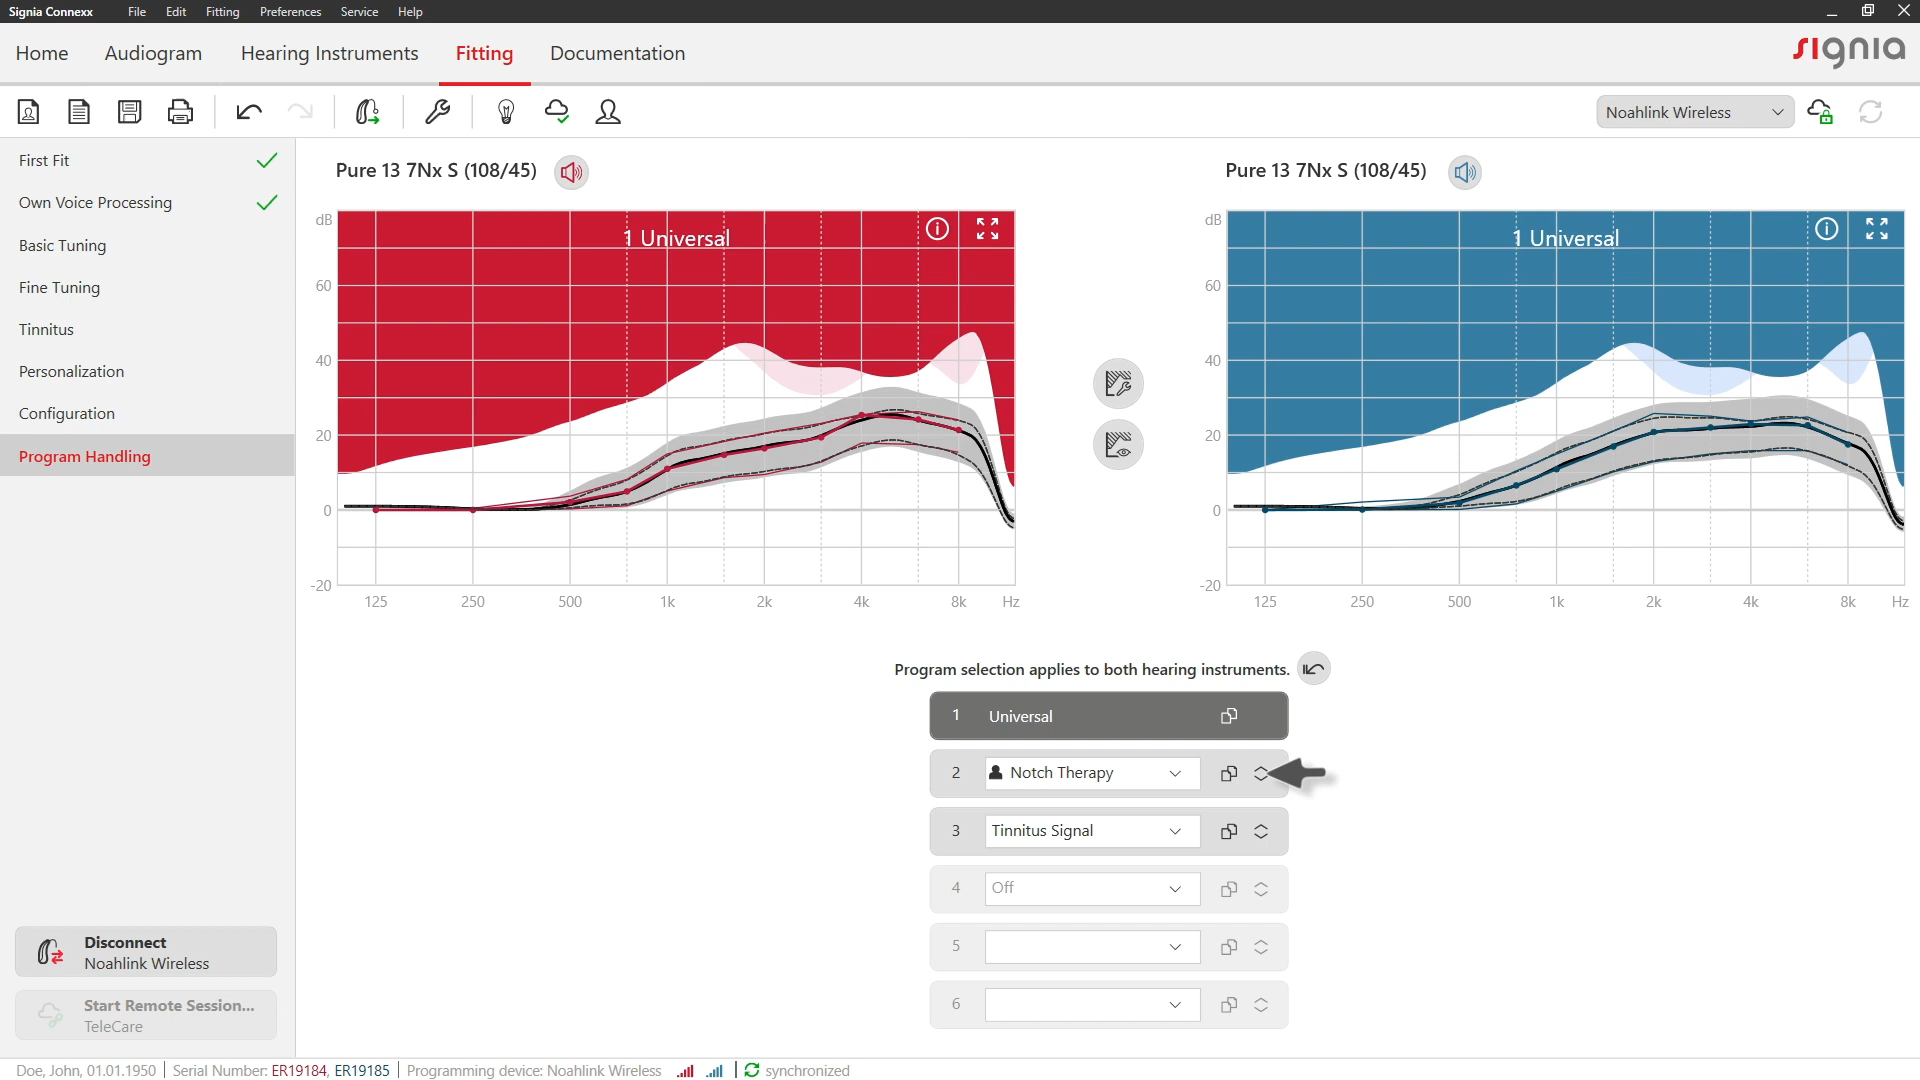 Signia Connexx File Edit Fitting Preferences Service Help
Home Audiogram Hearing Instruments Fitting Documentation
signia
Noahlink Wireless
First Fit
Own Voice Processing
Basic Tuning
Fine Tuning
Tinnitus
Personalization
Configuration
Program Handling
Disconnect
Noahlink Wireless
Start Remote Session...
TeleCare
Pure 13 7Nx S (108/45)
dB
1 Universal
60
40
20
0
-20
125 250 500 1k 2k 4k 8k Hz
Pure 13 7Nx S (108/45)
dB
1 Universal
60
40
20
0
-20
125 250 500 1k 2k 4k 8k Hz
Program selection applies to both hearing instruments.
1 Universal
2 Notch Therapy
3 Tinnitus Signal
4 Off
5
6
Doe, John, 01.01.1950 Serial Number: ER19184, ER19185 Programming device: Noahlink Wireless synchronized